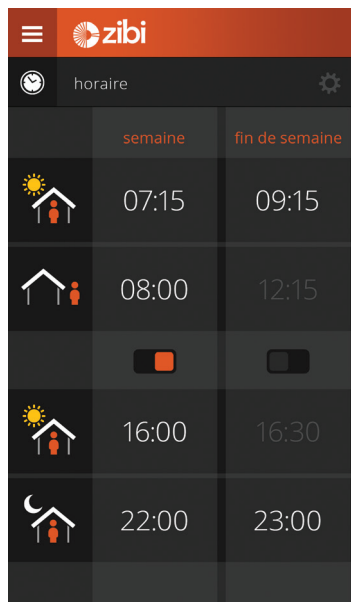 zibi
horaire
semaine fin de semaine
07:15 09:15
08:00 12:15
16:00 16:30
22:00 23:00